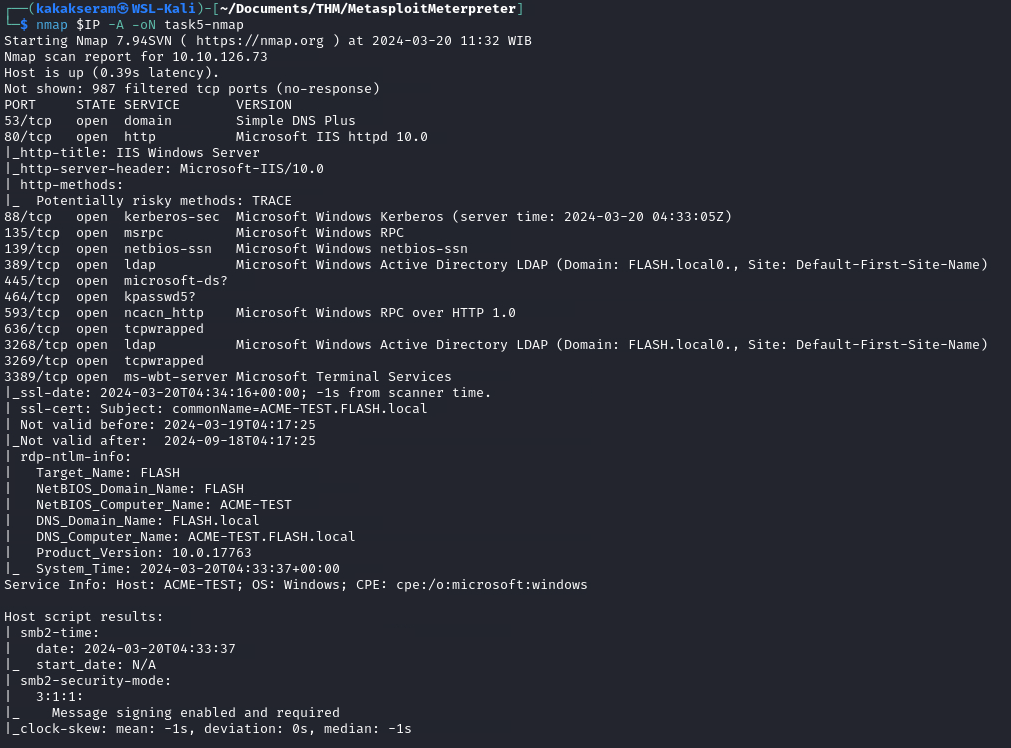 ┌──(kakakseram㉿WSL-Kali)-[~/Documents/THM/MetasploitMeterpreter]
└─$ nmap $IP -A -oN task5-nmap
Starting Nmap 7.94SVN ( https://nmap.org ) at 2024-03-20 11:32 WIB
Nmap scan report for 10.10.126.73
Host is up (0.39s latency).
Not shown: 987 filtered tcp ports (no-response)
PORT     STATE SERVICE       VERSION
53/tcp   open  domain        Simple DNS Plus
80/tcp   open  http          Microsoft IIS httpd 10.0
|_http-title: IIS Windows Server
|_http-server-header: Microsoft-IIS/10.0
| http-methods:
|_  Potentially risky methods: TRACE
88/tcp   open  kerberos-sec  Microsoft Windows Kerberos (server time: 2024-03-20 04:33:05Z)
135/tcp  open  msrpc         Microsoft Windows RPC
139/tcp  open  netbios-ssn   Microsoft Windows netbios-ssn
389/tcp  open  ldap          Microsoft Windows Active Directory LDAP (Domain: FLASH.local0., Site: Default-First-Site-Name)
445/tcp  open  microsoft-ds?
464/tcp  open  kpasswd5?
593/tcp  open  ncacn_http    Microsoft Windows RPC over HTTP 1.0
636/tcp  open  tcpwrapped
3268/tcp open  ldap          Microsoft Windows Active Directory LDAP (Domain: FLASH.local0., Site: Default-First-Site-Name)
3269/tcp open  tcpwrapped
3389/tcp open  ms-wbt-server Microsoft Terminal Services
|_ssl-date: 2024-03-20T04:34:16+00:00; -1s from scanner time.
| ssl-cert: Subject: commonName=ACME-TEST.FLASH.local
| Not valid before: 2024-03-19T04:17:25
|_Not valid after:  2024-09-18T04:17:25
| rdp-ntlm-info:
|   Target_Name: FLASH
|   NetBIOS_Domain_Name: FLASH
|   NetBIOS_Computer_Name: ACME-TEST
|   DNS_Domain_Name: FLASH.local
|   DNS_Computer_Name: ACME-TEST.FLASH.local
|   Product_Version: 10.0.17763
|_  System_Time: 2024-03-20T04:33:37+00:00
Service Info: Host: ACME-TEST; OS: Windows; CPE: cpe:/o:microsoft:windows

Host script results:
| smb2-time:
|   date: 2024-03-20T04:33:37
|_  start_date: N/A
| smb2-security-mode:
|   3:1:1:
|_    Message signing enabled and required
|_clock-skew: mean: -1s, deviation: 0s, median: -1s